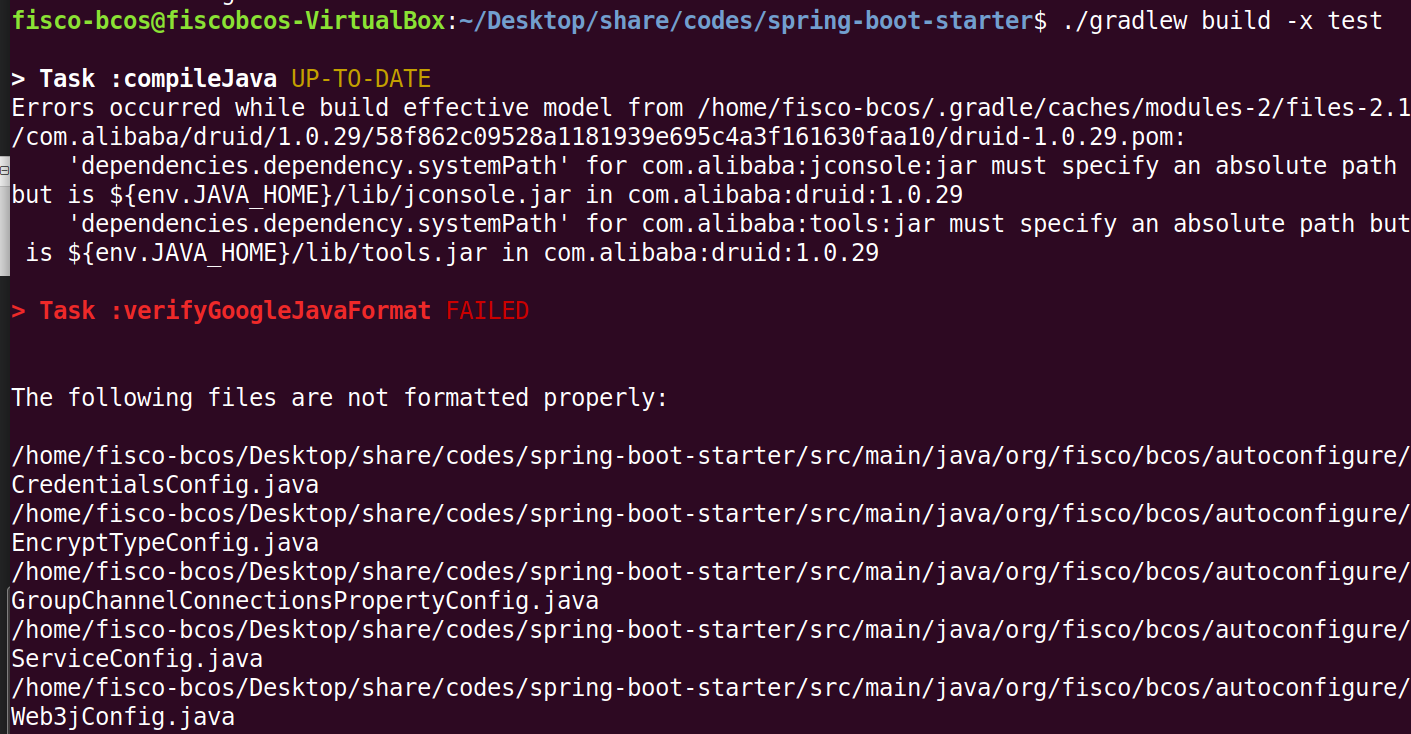 fisco-bcos@fiscobcos-VirtualBox:~/Desktop/share/codes/spring-boot-starter$ ./gradlew build -x test
> Task :compileJava UP-TO-DATE
Errors occurred while build effective model from /home/fisco-bcos/.gradle/caches/modules-2/files-2.1
/com.alibaba/druid/1.0.29/58f862c09528a1181939e695c4a3f161630faa10/druid-1.0.29.pom:
    'dependencies.dependency.systemPath' for com.alibaba:jconsole:jar must specify an absolute path
but is ${env.JAVA_HOME}/lib/jconsole.jar in com.alibaba:druid:1.0.29
    'dependencies.dependency.systemPath' for com.alibaba:tools:jar must specify an absolute path but
 is ${env.JAVA_HOME}/lib/tools.jar in com.alibaba:druid:1.0.29
> Task :verifyGoogleJavaFormat FAILED
The following files are not formatted properly:
/home/fisco-bcos/Desktop/share/codes/spring-boot-starter/src/main/java/org/fisco/bcos/autoconfigure/
CredentialsConfig.java
/home/fisco-bcos/Desktop/share/codes/spring-boot-starter/src/main/java/org/fisco/bcos/autoconfigure/
EncryptTypeConfig.java
/home/fisco-bcos/Desktop/share/codes/spring-boot-starter/src/main/java/org/fisco/bcos/autoconfigure/
GroupChannelConnectionsPropertyConfig.java
/home/fisco-bcos/Desktop/share/codes/spring-boot-starter/src/main/java/org/fisco/bcos/autoconfigure/
ServiceConfig.java
/home/fisco-bcos/Desktop/share/codes/spring-boot-starter/src/main/java/org/fisco/bcos/autoconfigure/
Web3jConfig.java